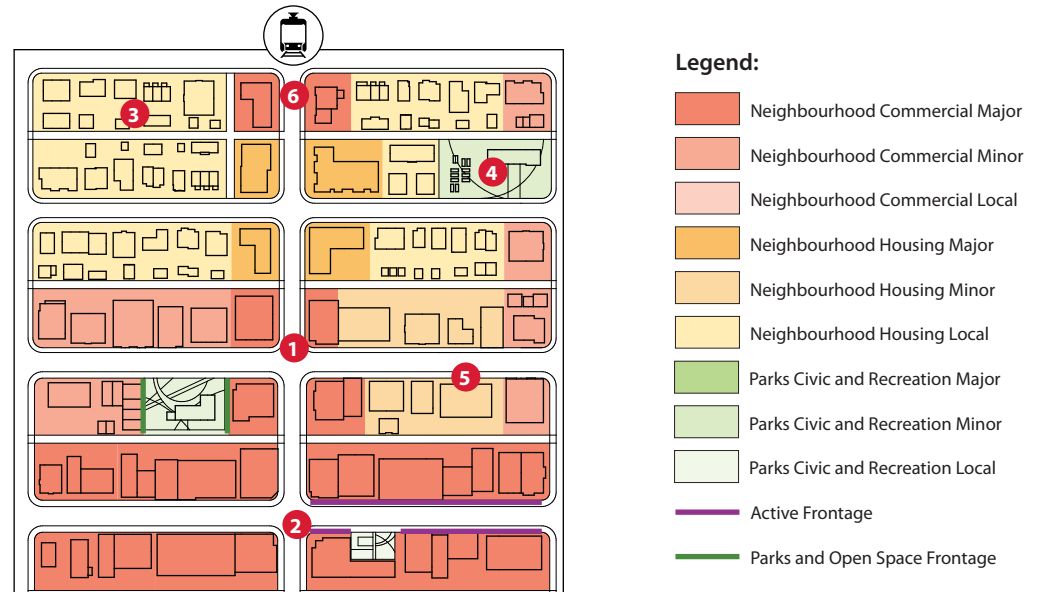 6
3
4
1
5
2
Legend:
Neighbourhood Commercial Major
Neighbourhood Commercial Minor
Neighbourhood Commercial Local
Neighbourhood Housing Major
Neighbourhood Housing Minor
Neighbourhood Housing Local
Parks Civic and Recreation Major
Parks Civic and Recreation Minor
Parks Civic and Recreation Local
Active Frontage
Parks and Open Space Frontage